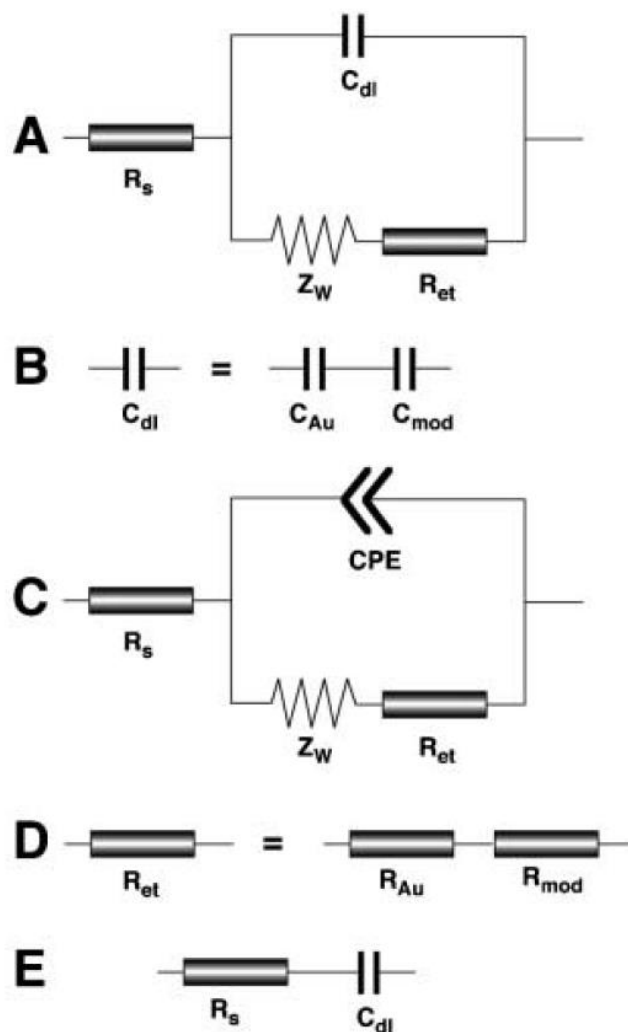 C_dl
A
R_s
Z_W R_et
B = 
C_dl C_Au C_mod
CPE
C
R_s
Z_W R_et
D =
R_et R_Au R_mod
E
R_s C_dl